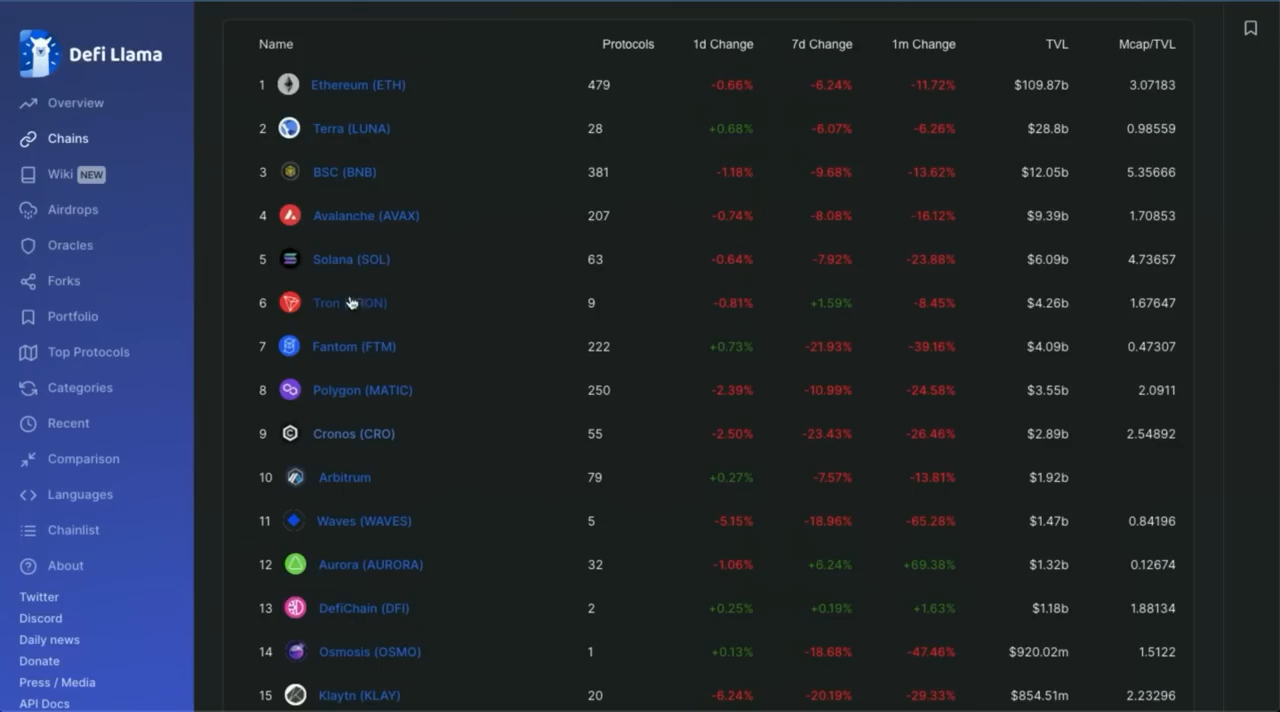 Defi Llama
Overview
Chains
Wiki NEW
Airdrops
Oracles
Forks
Portfolio
Top Protocols
Categories
Recent
Comparison
Languages
Chainlist
About
Twitter
Discord
Daily news
Donate
Press / Media
API Docs
Name Protocols 1d Change 7d Change 1m Change TVL Mcap/TVL
1 Ethereum (ETH) 479 -0.66% -6.24% -11.72% $109.87b 3.07183
2 Terra (LUNA) 28 +0.68% -6.07% -6.26% $28.8b 0.98559
3 BSC (BNB) 381 -1.18% -9.68% -13.62% $12.05b 5.35666
4 Avalanche (AVAX) 207 -0.74% -8.08% -16.12% $9.39b 1.70853
5 Solana (SOL) 63 -0.64% -7.92% -23.88% $6.09b 4.73657
6 Tron 9 -0.81% +1.59% -8.45% $4.26b 1.67647
7 Fantom (FTM) 222 +0.73% -21.93% -39.16% $4.09b 0.47307
8 Polygon (MATIC) 250 -2.39% -10.99% -24.58% $3.55b 2.0911
9 Cronos (CRO) 55 -2.50% -23.43% -26.46% $2.89b 2.54892
10 Arbitrum 79 +0.27% -7.57% -13.81% $1.92b
11 Waves (WAVES) 5 -5.15% -18.96% -65.28% $1.47b 0.84196
12 Aurora (AURORA) 32 -1.06% +6.24% +69.38% $1.32b 0.12674
13 DefiChain (DFI) 2 +0.25% +0.19% +1.63% $1.18b 1.88134
14 Osmosis (OSMO) 1 +0.13% -18.68% -47.46% $920.02m 1.5122
15 Klaytn (KLAY) 20 -6.24% -20.19% -29.33% $854.51m 2.23296